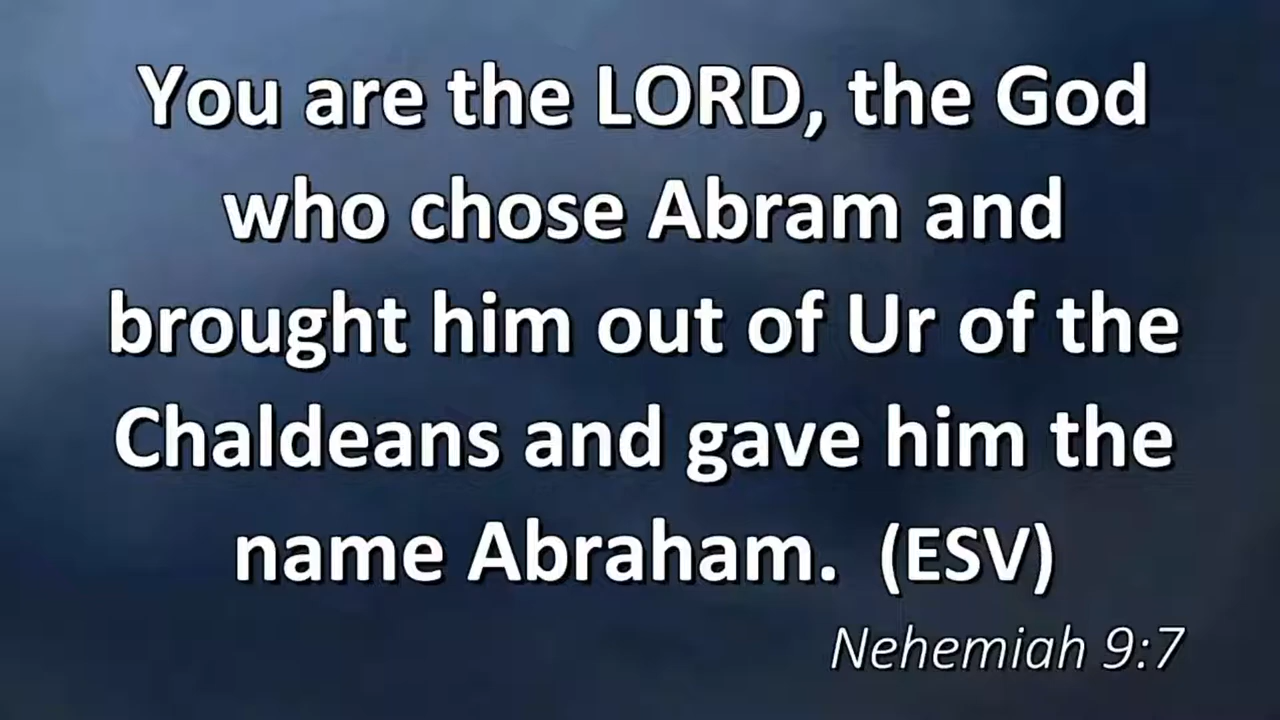 You are the LORD, the God
who chose Abram and
brought him out of Ur of the
Chaldeans and gave him the
name Abraham.  (ESV)
Nehemiah 9:7